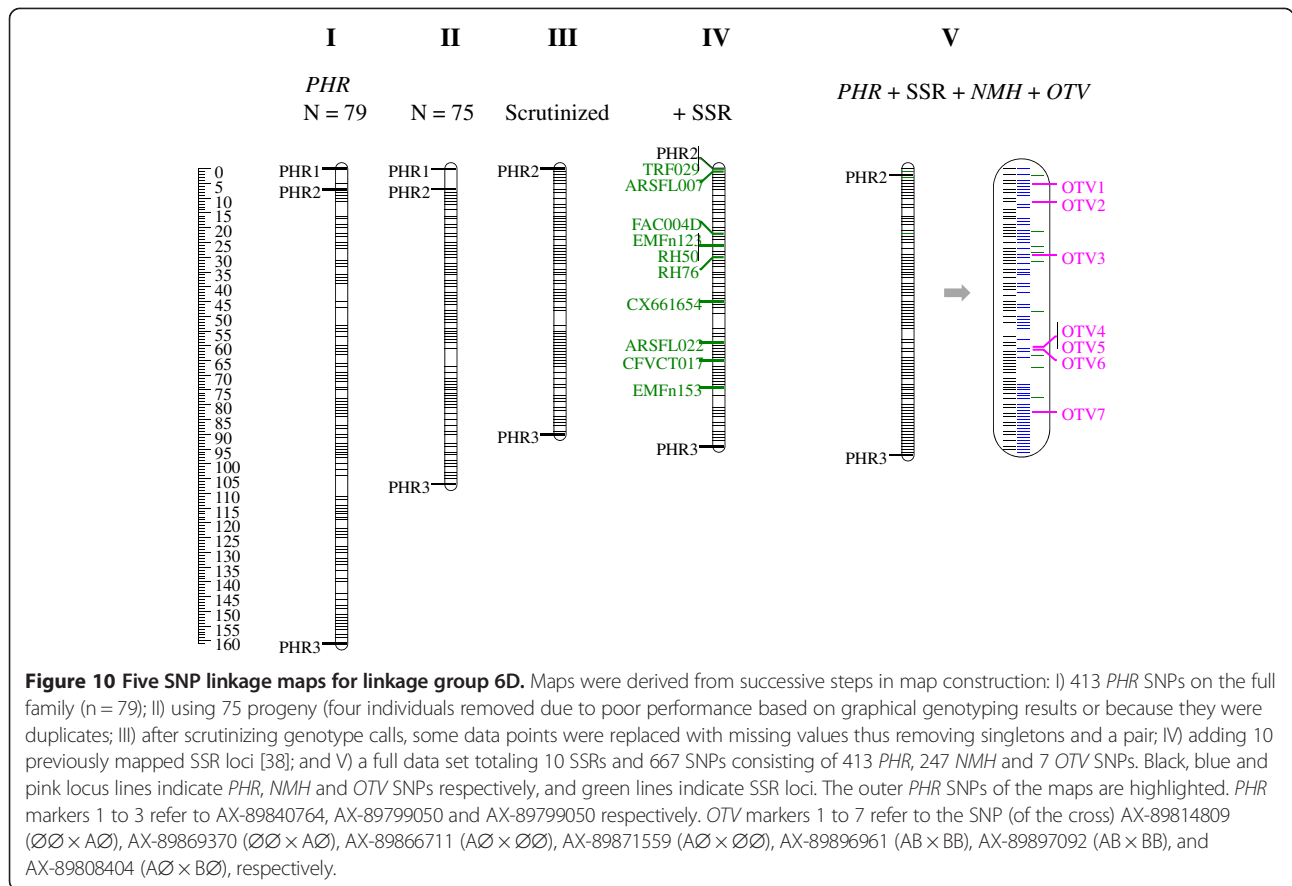 I II III IV V
PHR
N = 79 N = 75 Scrutinized + SSR PHR + SSR + NMH + OTV
0
5
10
15
20
25
30
35
40
45
50
55
60
65
70
75
80
85
90
95
100
105
110
115
120
125
130
135
140
145
150
155
160
PHR1
PHR2
PHR3
PHR1
PHR2
PHR3
PHR2
PHR3
PHR2
TRF029
ARSFL007
FAC004D
EMFn123
RH50
RH76
CX661654
ARSFL022
CFVCT017
EMFn153
PHR3
PHR2
PHR3
OTV1
OTV2
OTV3
OTV4
OTV5
OTV6
OTV7
Figure 10 Five SNP linkage maps for linkage group 6D. Maps were derived from successive steps in map construction: I) 413 PHR SNPs on the full
family (n = 79); II) using 75 progeny (four individuals removed due to poor performance based on graphical genotyping results or because they were
duplicates; III) after scrutinizing genotype calls, some data points were replaced with missing values thus removing singletons and a pair; IV) adding 10
previously mapped SSR loci [38]; and V) a full data set totaling 10 SSRs and 667 SNPs consisting of 413 PHR, 247 NMH and 7 OTV SNPs. Black, blue and
pink locus lines indicate PHR, NMH and OTV SNPs respectively, and green lines indicate SSR loci. The outer PHR SNPs of the maps are highlighted. PHR
markers 1 to 3 refer to AX-89840764, AX-89799050 and AX-89799050 respectively. OTV markers 1 to 7 refer to the SNP (of the cross) AX-89814809
(ØØ × AØ), AX-89869370 (ØØ × AØ), AX-89866711 (AØ × ØØ), AX-89871559 (AØ × ØØ), AX-89896961 (AB × BB), AX-89897092 (AB × BB), and
AX-89808404 (AØ × BØ), respectively.